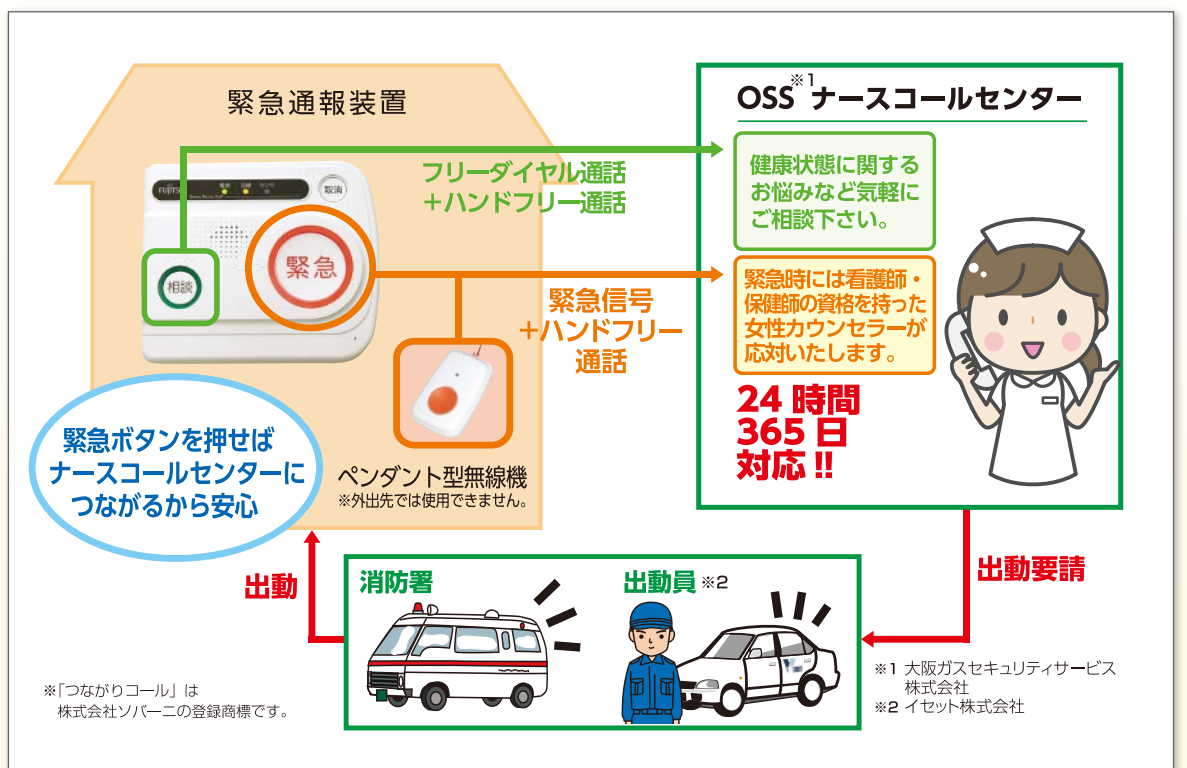 緊急通報装置
FUJITSU
電源
回線
センサ
取消
相談
緊急
フリーダイヤル通話
＋ハンドフリー通話
緊急信号
＋ハンドフリー
通話
ペンダント型無線機
※外出先では使用できません。
緊急ボタンを押せば
ナースコールセンターに
つながるから安心
OSS※1ナースコールセンター
健康状態に関する
お悩みなど気軽に
ご相談下さい。
緊急時には看護師・
保健師の資格を持った
女性カウンセラーが
応対いたします。
24 時間
365 日
対応 !!
出動要請
出動
消防署
出動員 ※2
※「つながりコール」は
株式会社ソバーニの登録商標です。
※1 大阪ガスセキュリティサービス
株式会社
※2 イセット株式会社